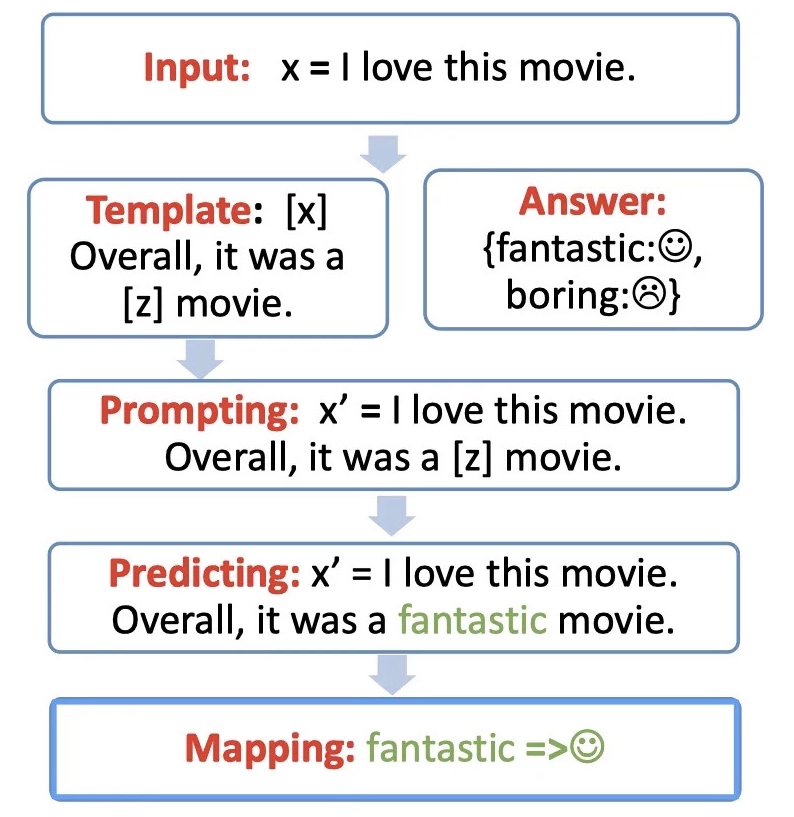 Input: x = I love this movie.
Template: [x]
Overall, it was a
[z] movie.
Answer:
{fantastic:☺,
boring:☹}
Prompting: x′ = I love this movie.
Overall, it was a [z] movie.
Predicting: x′ = I love this movie.
Overall, it was a fantastic movie.
Mapping: fantastic =>☺